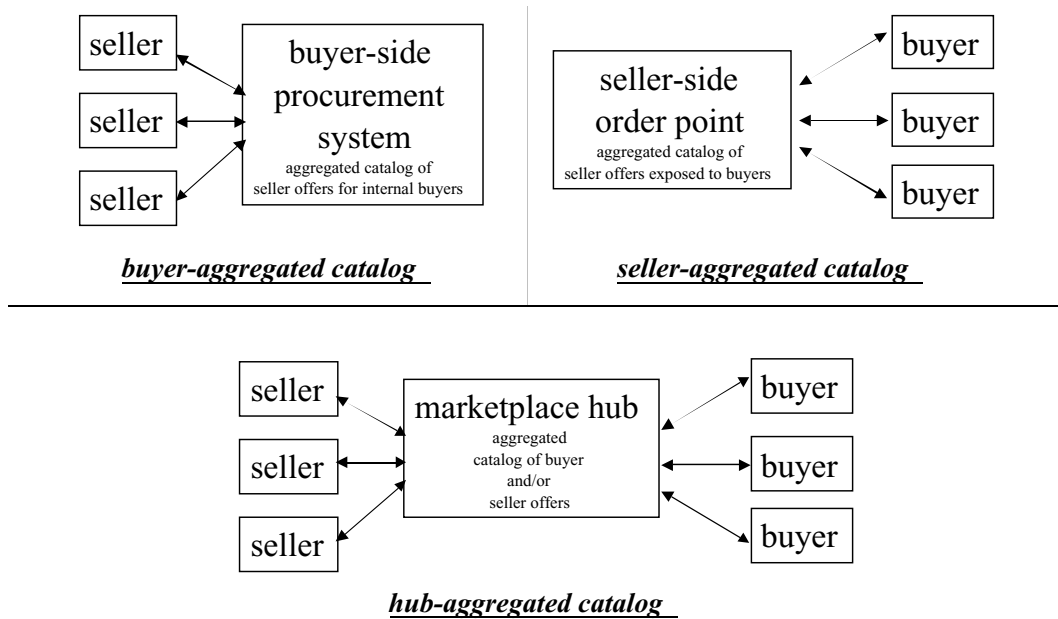 seller
seller
seller
buyer-side
procurement
system
aggregated catalog of
seller offers for internal buyers
buyer-aggregated catalog
seller-side
order point
aggregated catalog of
seller offers exposed to buyers
buyer
buyer
buyer
seller-aggregated catalog
seller
seller
seller
marketplace hub
aggregated
catalog of buyer
and/or
seller offers
buyer
buyer
buyer
hub-aggregated catalog